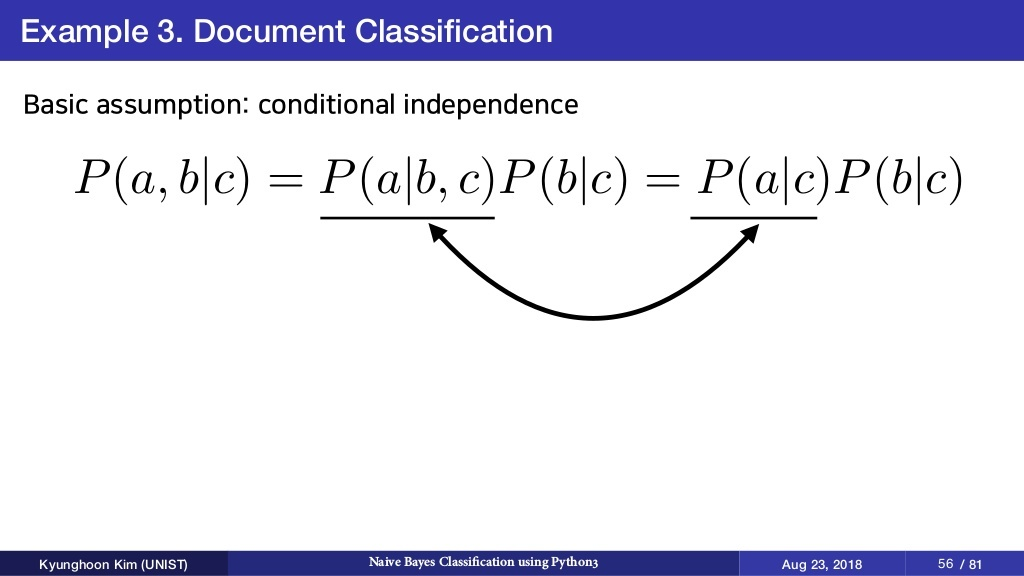 Example 3. Document Classification
Basic assumption: conditional independence
P(a, b|c) = P(a|b, c)P(b|c) = P(a|c)P(b|c)
Kyunghoon Kim (UNIST) Naive Bayes Classification using Python3 Aug 23, 2018 56 / 81